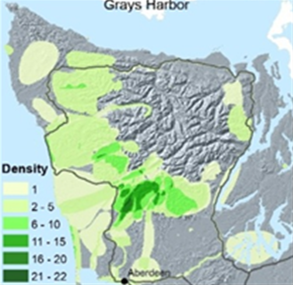 Grays Harbor
Density
1
2 - 5
6 - 10
11 - 15
16 - 20
21 - 22
Aberdeen